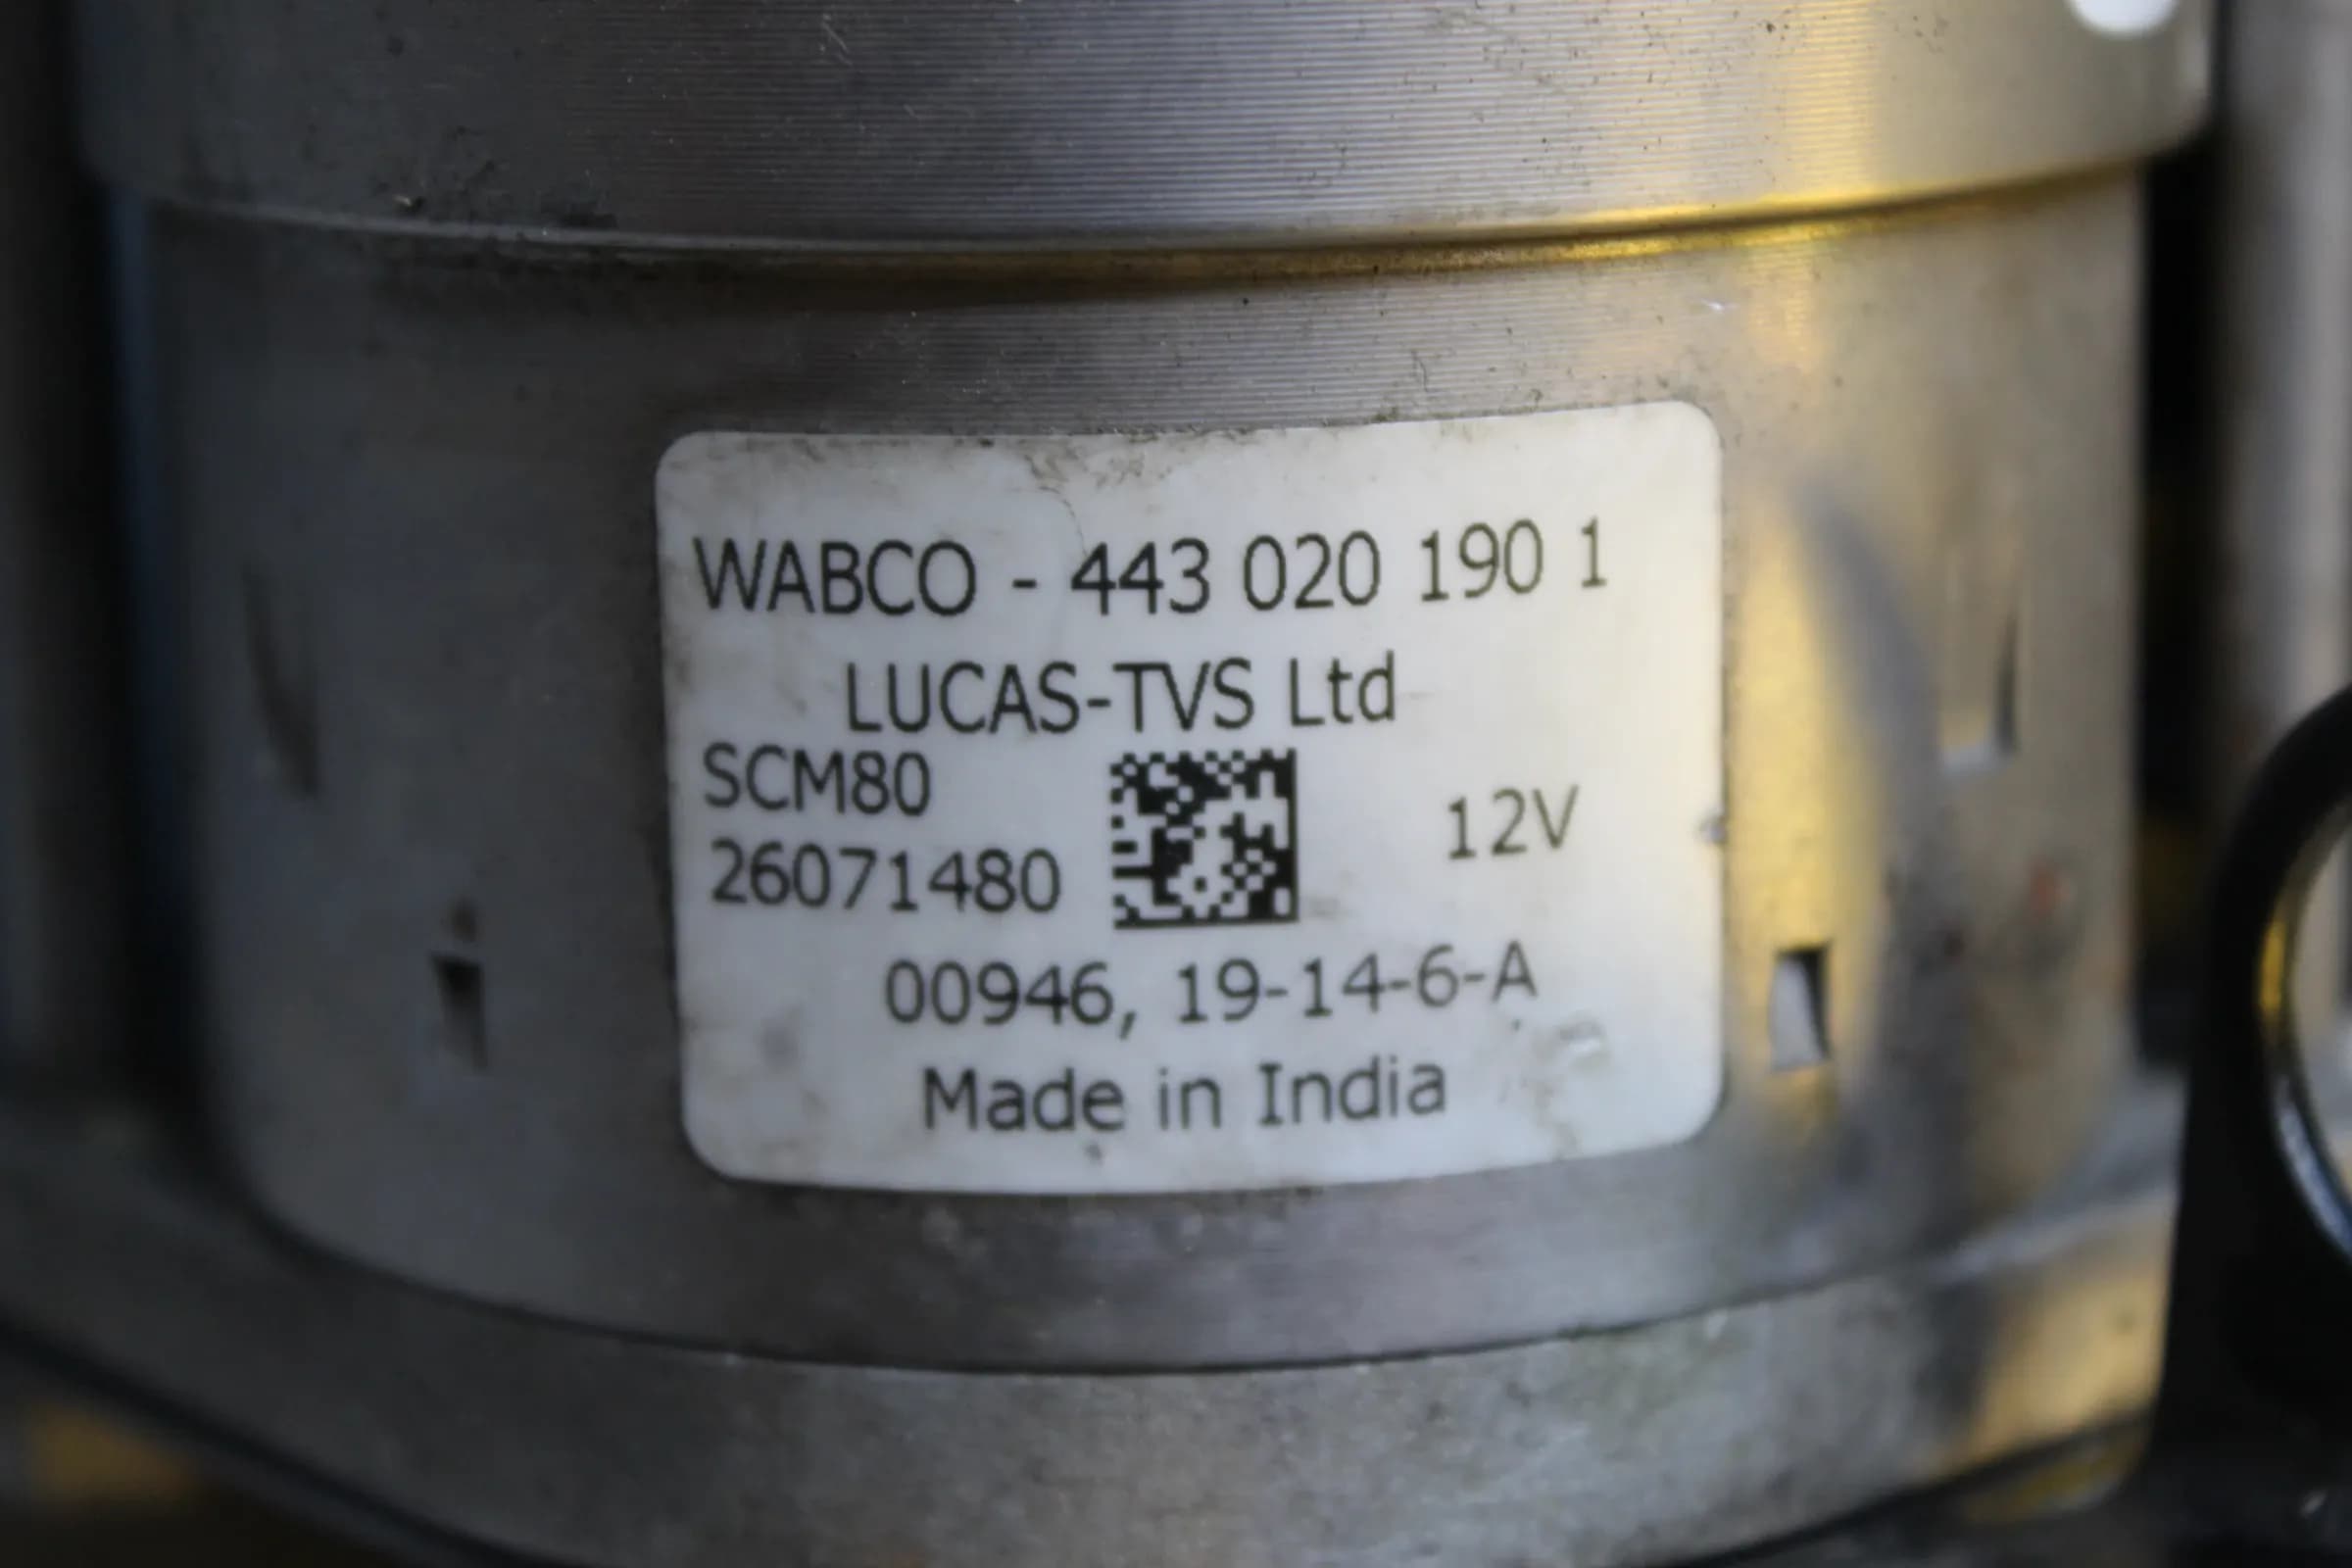 WABCO - 443 020 190 1
LUCAS-TVS Ltd
SCM80
12V
26071480
00946, 19-14-6-A
Made in India